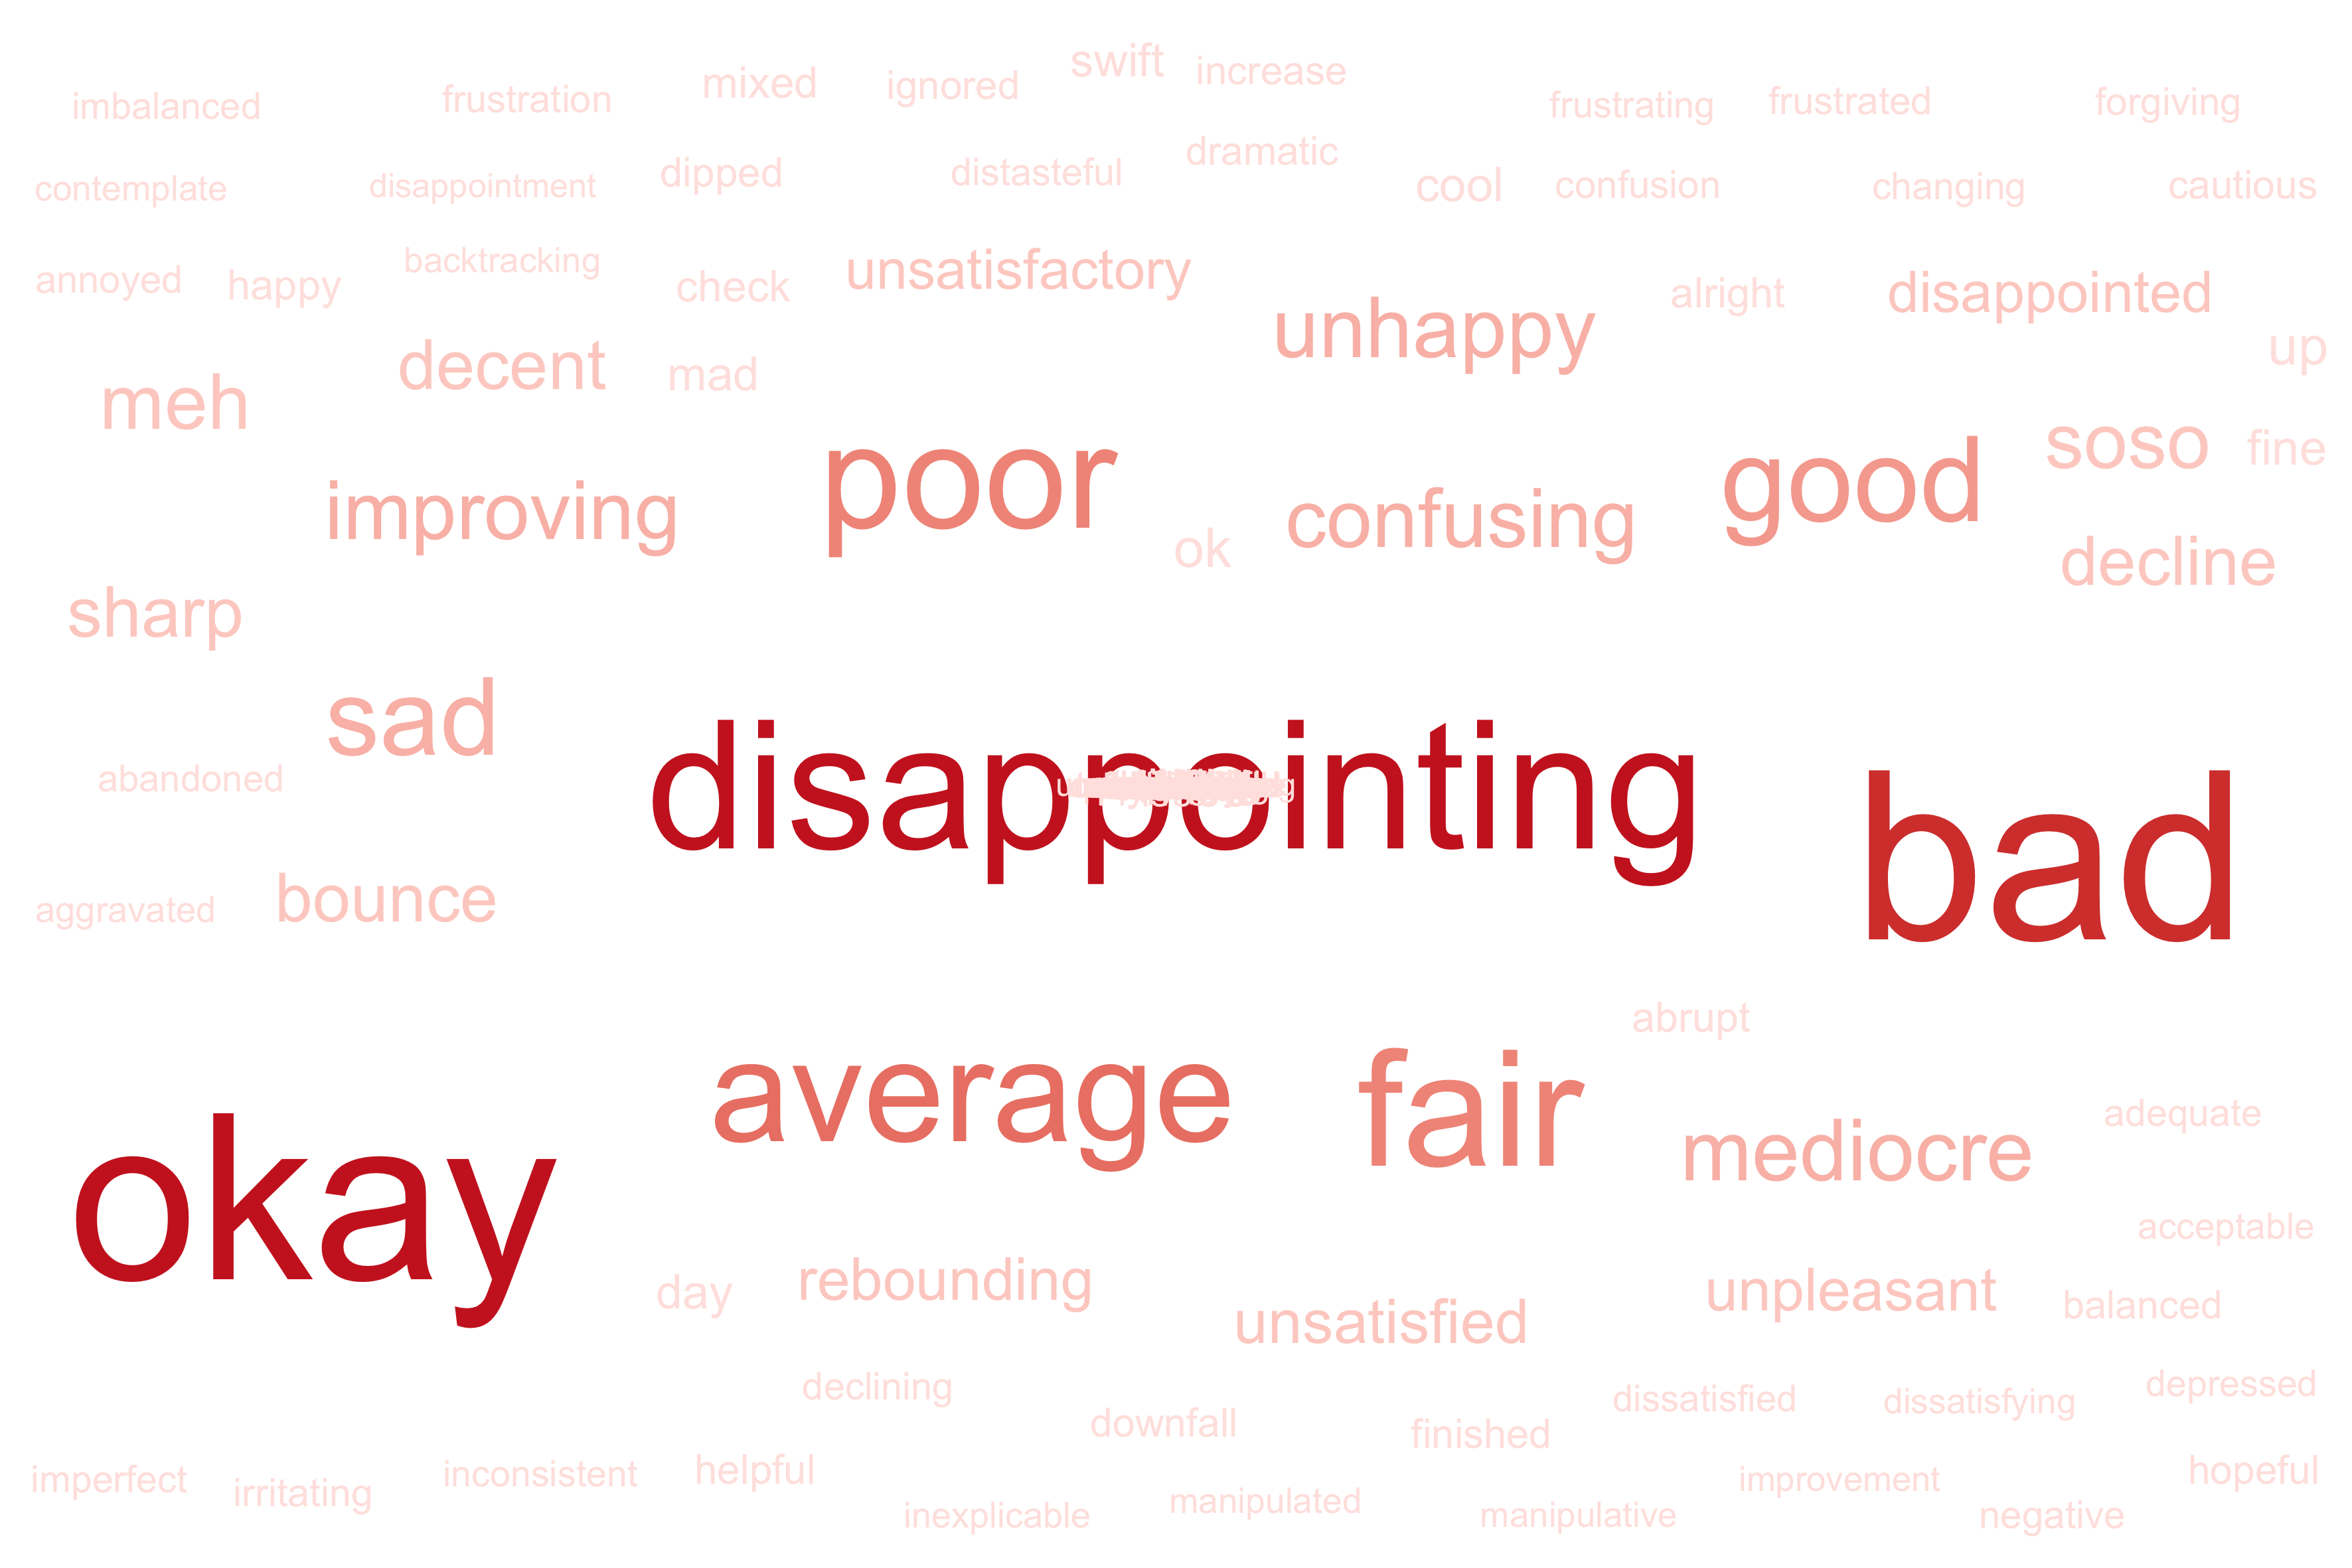 swift
increase
mixed
ignored
imbalanced
frustration
frustrating
frustrated
forgiving
dramatic
contemplate
disappointment
dipped
distasteful
cool
confusion
changing
cautious
annoyed
happy
backtracking
check
unsatisfactory
unhappy
alright
disappointed
up
meh
decent
mad
poor
good
soso
fine
improving
ok
confusing
decline
sharp
sad
disappointing
bad
abandoned
aggravated
bounce
abrupt
okay
average
fair
mediocre
adequate
acceptable
day
rebounding
unsatisfied
unpleasant
balanced
declining
downfall
finished
dissatisfied
dissatisfying
depressed
imperfect
irritating
inconsistent
helpful
inexplicable
manipulated
manipulative
improvement
negative
hopeful